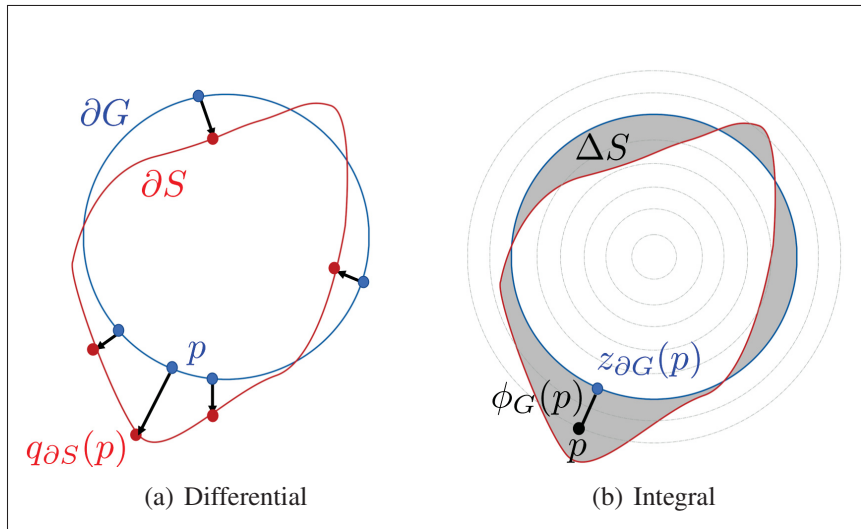 ∂G
∂S
p
q∂S(p)
(a) Differential
ΔS
z∂G(p)
ϕG(p)
p
(b) Integral